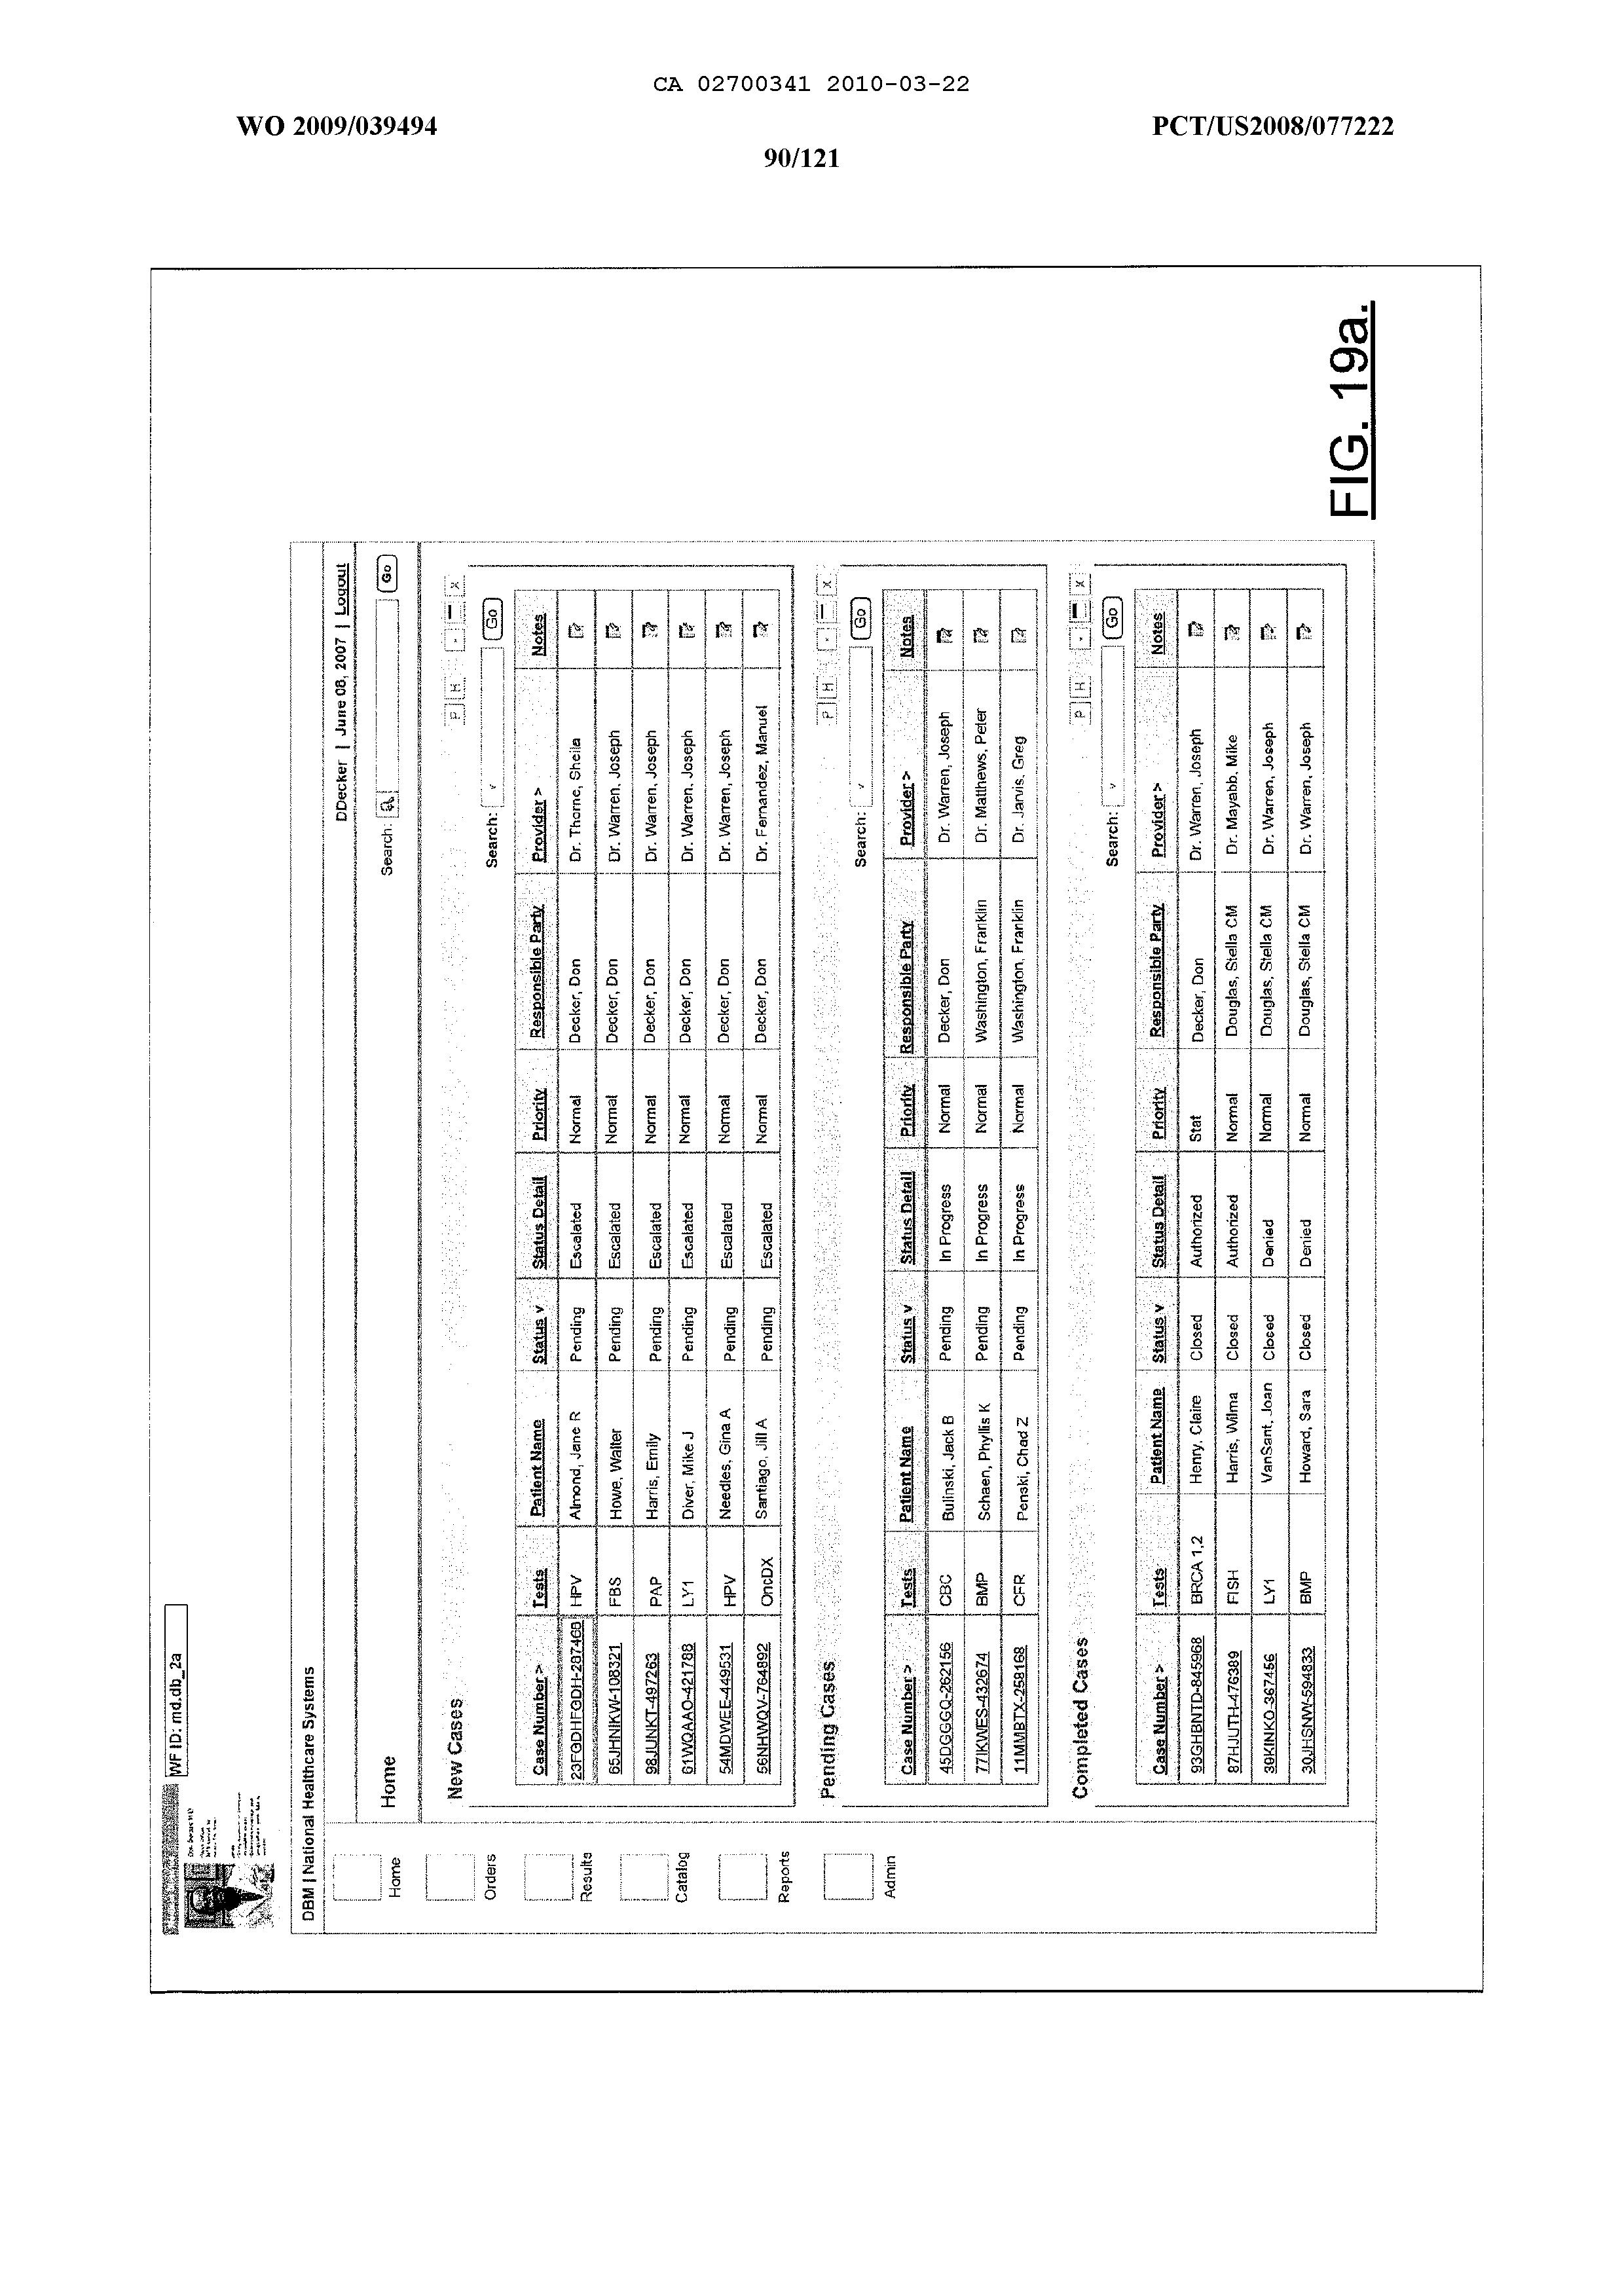 CA 02700341 2010-03-22
WO 2009/039494 PCT/US2008/077222
90/121
WF ID: md.db_2a
DBM | National Healthcare Systems
DDecker | June 08, 2007 | Logout
Home Search: Go
Home
Orders
Results
Catalog
Reports
Admin
New Cases P H - X
Search: v Go
Case Number > Tests Patient Name Status v Status Detail Priority Responsible Party Provider > Notes
HPV Almond, Jane R Pending Escalated Normal Decker, Don Dr. Thorne, Sheila
65JHNIKW-108321 FBS Howe, Walter Pending Escalated Normal Decker, Don Dr. Warren, Joseph
98JUNKT-497263 PAP Harris, Emily Pending Escalated Normal Decker, Don Dr. Warren, Joseph
61WQAAO-421788 LY1 Diver, Mike J Pending Escalated Normal Decker, Don Dr. Warren, Joseph
54MDWEE-449531 HPV Needles, Gina A Pending Escalated Normal Decker, Don Dr. Warren, Joseph
56NHWQV-764892 OncDX Santiago, Jill A Pending Escalated Normal Decker, Don Dr. Fernandez, Manuel
Pending Cases P H - X
Search: v Go
Case Number > Tests Patient Name Status v Status Detail Priority Responsible Party Provider > Notes
45DGGGQ-262156 CBC Bulinski, Jack B Pending In Progress Normal Decker, Don Dr. Warren, Joseph
77IKWES-432674 BMP Schaen, Phyllis K Pending In Progress Normal Washington, Franklin Dr. Matthews, Peter
11MMBTX-258168 CFR Penski, Chad Z Pending In Progress Normal Washington, Franklin Dr. Jarvis, Greg
Completed Cases P H - X
Search: v Go
Case Number > Tests Patient Name Status v Status Detail Priority Responsible Party Provider > Notes
93GHBNTD-845968 BRCA 1,2 Henry, Claire Closed Authorized Stat Decker, Don Dr. Warren, Joseph
87HJUTH-476389 FISH Harris, Wilma Closed Authorized Normal Douglas, Stella CM Dr. Mayabb, Mike
39KINKO-367456 LY1 VanSant, Joan Closed Denied Normal Douglas, Stella CM Dr. Warren, Joseph
30JHSNW-594833 BMP Howard, Sara Closed Denied Normal Douglas, Stella CM Dr. Warren, Joseph
FIG. 19a.